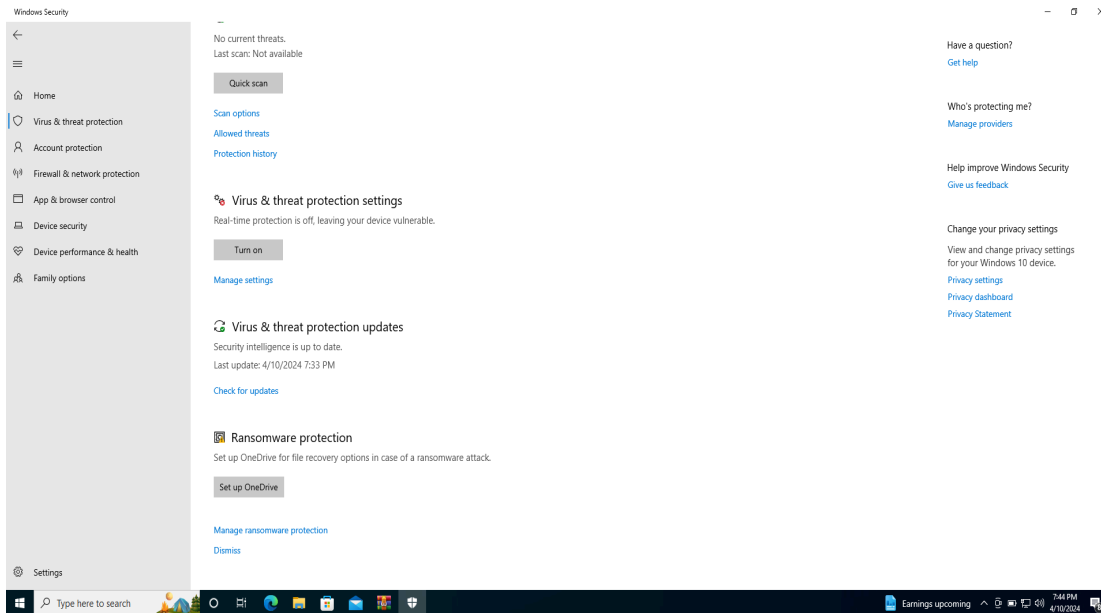 Windows Security
Home
Virus & threat protection
Account protection
Firewall & network protection
App & browser control
Device security
Device performance & health
Family options
Settings
No current threats.
Last scan: Not available
Quick scan
Scan options
Allowed threats
Protection history
Virus & threat protection settings
Real-time protection is off, leaving your device vulnerable.
Turn on
Manage settings
Virus & threat protection updates
Security intelligence is up to date.
Last update: 4/10/2024 7:33 PM
Check for updates
Ransomware protection
Set up OneDrive for file recovery options in case of a ransomware attack.
Set up OneDrive
Manage ransomware protection
Dismiss
Have a question?
Get help
Who's protecting me?
Manage providers
Help improve Windows Security
Give us feedback
Change your privacy settings
View and change privacy settings
for your Windows 10 device.
Privacy settings
Privacy dashboard
Privacy Statement
Type here to search
Earnings upcoming
7:44 PM
4/10/2024